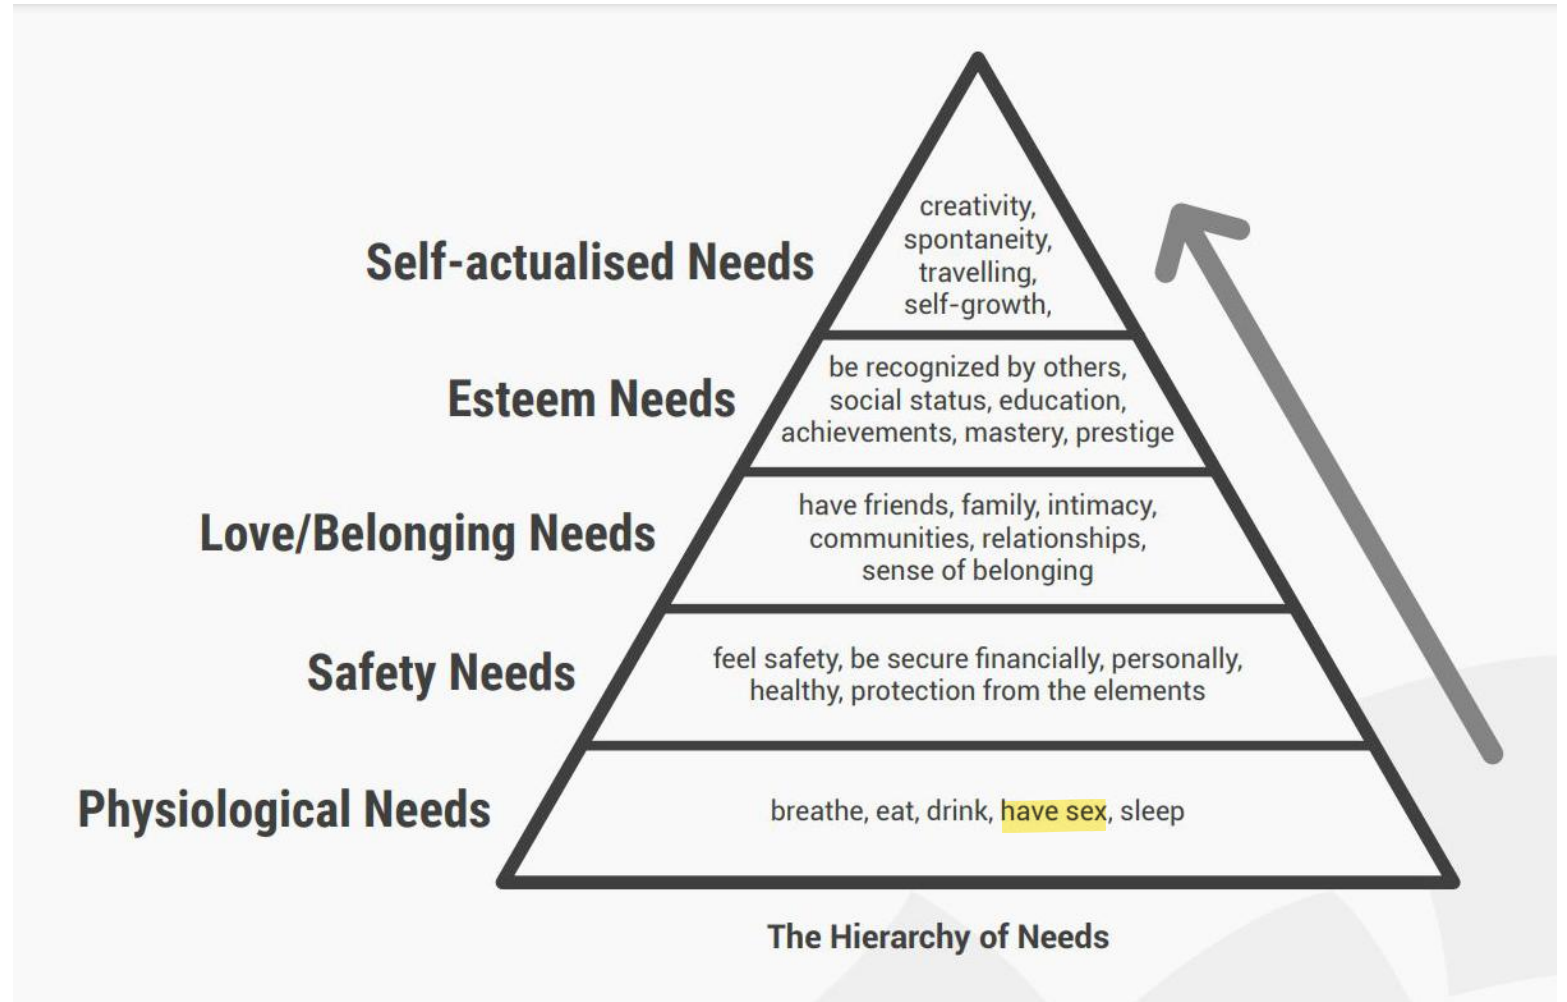 Self-actualised Needs
creativity,
spontaneity,
travelling,
self-growth,
Esteem Needs
be recognized by others,
social status, education,
achievements, mastery, prestige
Love/Belonging Needs
have friends, family, intimacy,
communities, relationships,
sense of belonging
Safety Needs
feel safety, be secure financially, personally,
healthy, protection from the elements
Physiological Needs
breathe, eat, drink, have sex, sleep
The Hierarchy of Needs